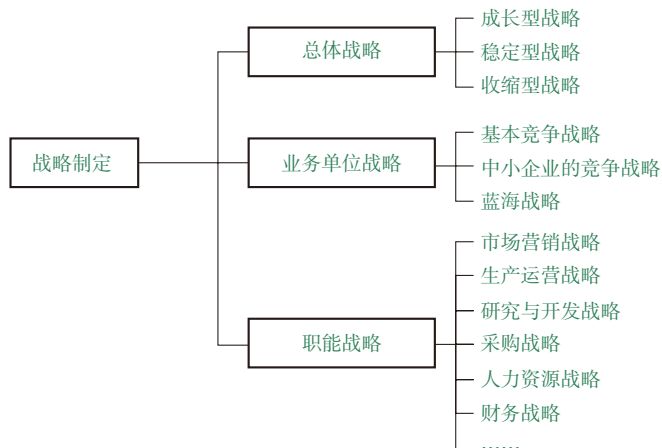 战略制定
总体战略
成长型战略
稳定型战略
收缩型战略
业务单位战略
基本竞争战略
中小企业的竞争战略
蓝海战略
职能战略
市场营销战略
生产运营战略
研究与开发战略
采购战略
人力资源战略
财务战略
……